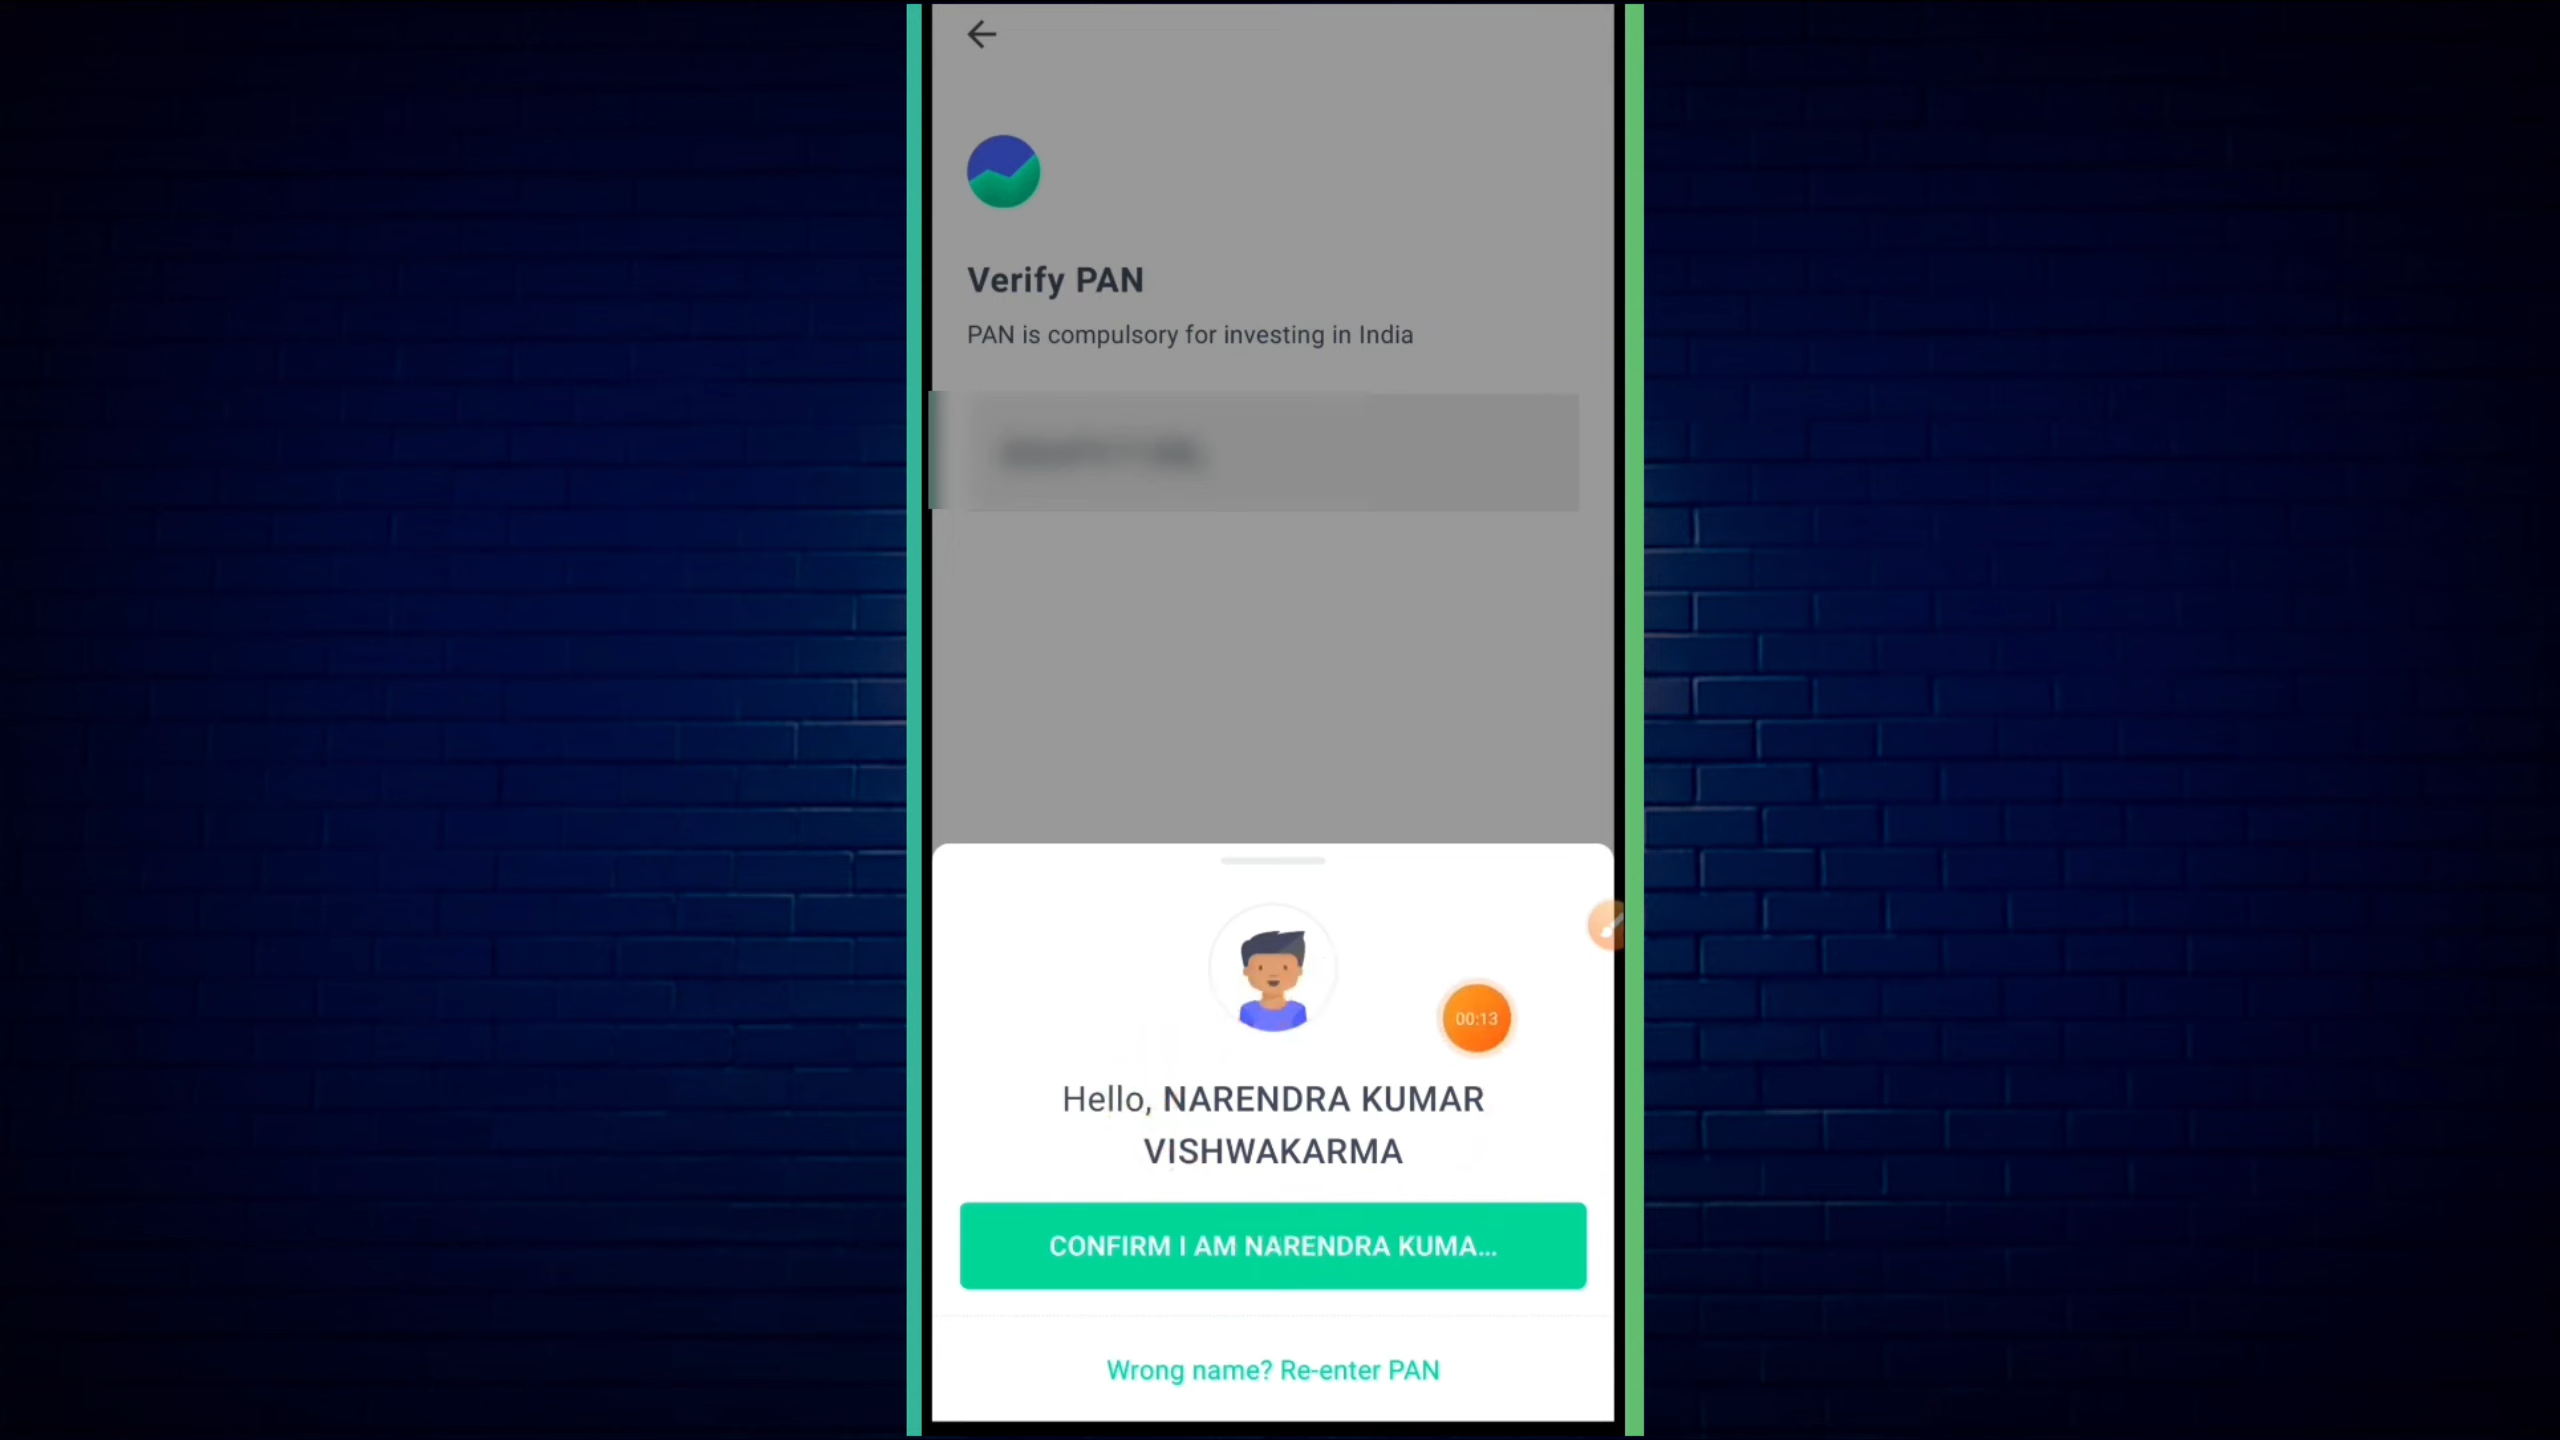 Verify PAN
PAN is compulsory for investing in India
00:13
Hello, NARENDRA KUMAR
VISHWAKARMA
CONFIRM I AM NARENDRA KUMA...
Wrong name? Re-enter PAN